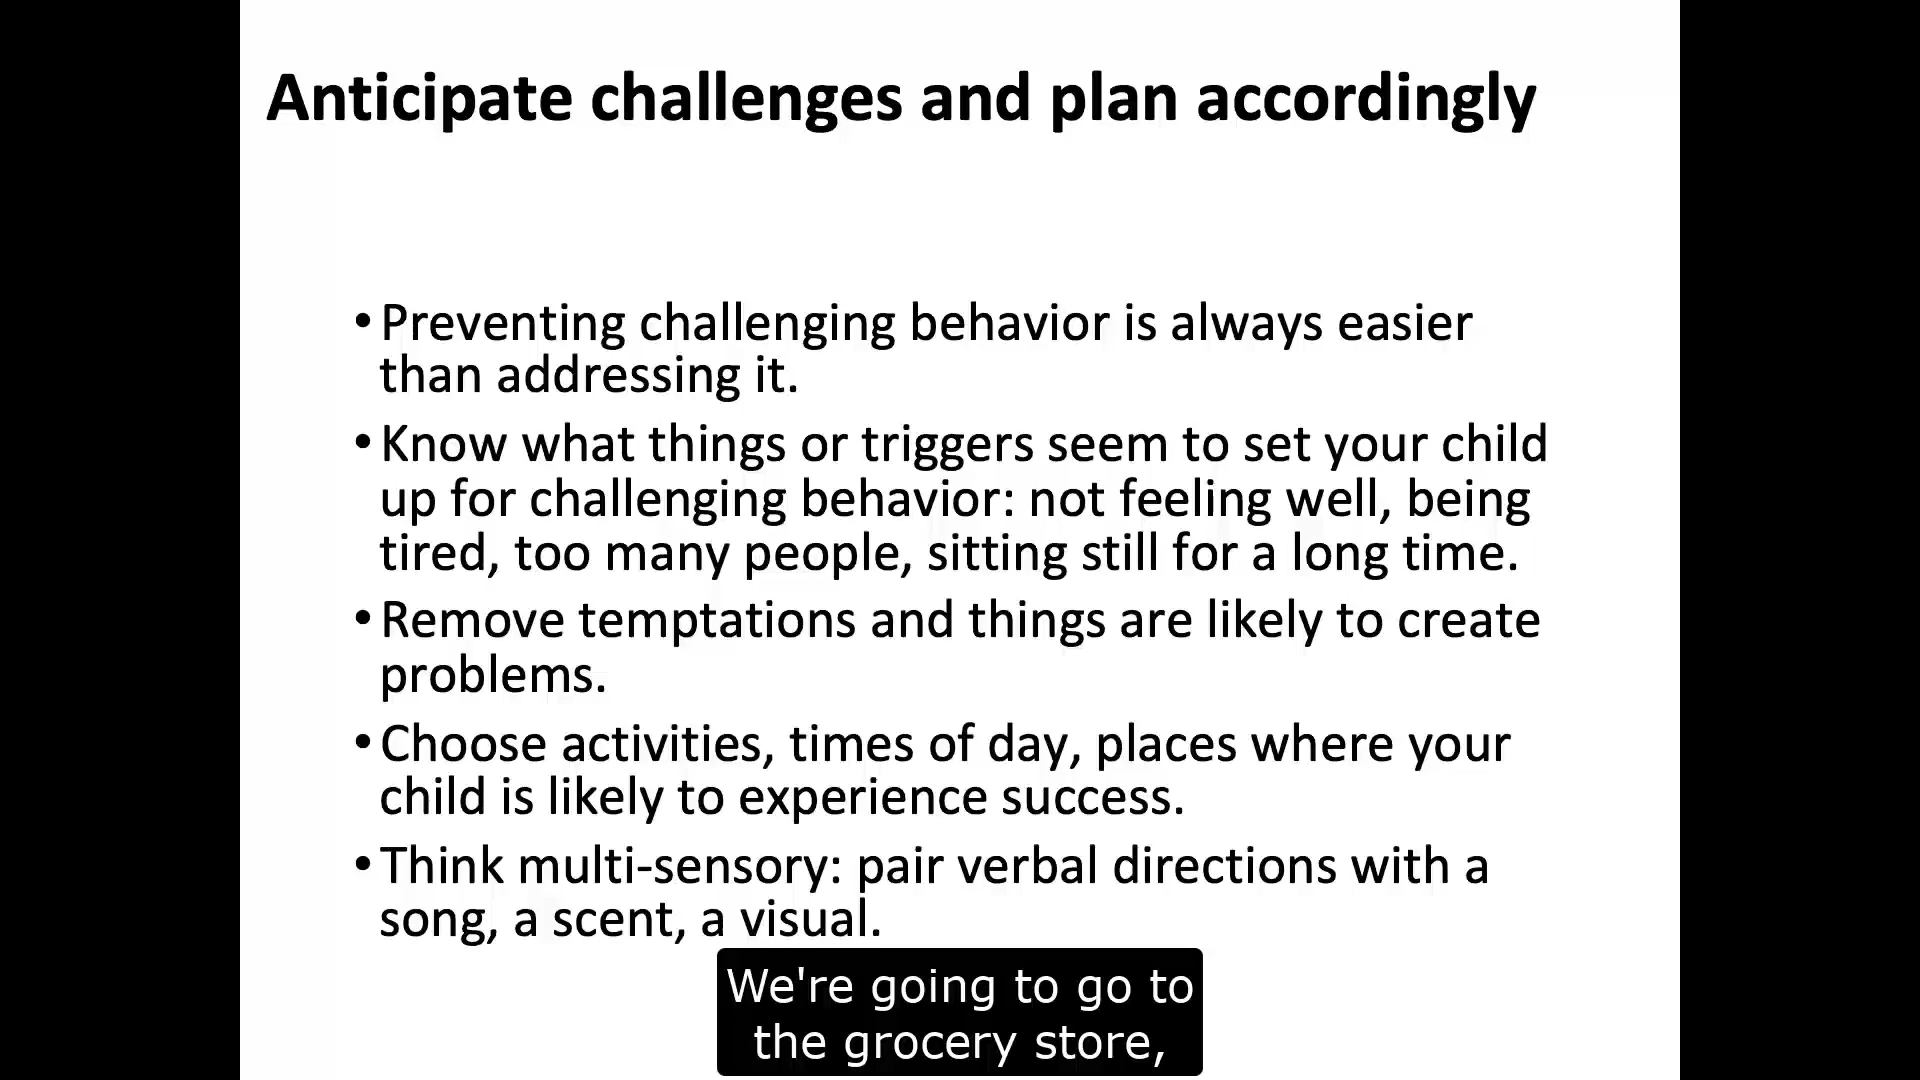 Anticipate challenges and plan accordingly
•Preventing challenging behavior is always easier
than addressing it.
•Know what things or triggers seem to set your child
up for challenging behavior: not feeling well, being
tired, too many people, sitting still for a long time.
•Remove temptations and things are likely to create
problems.
•Choose activities, times of day, places where your
child is likely to experience success.
•Think multi-sensory: pair verbal directions with a
song, a scent, a visual.
We're going to go to
the grocery store,